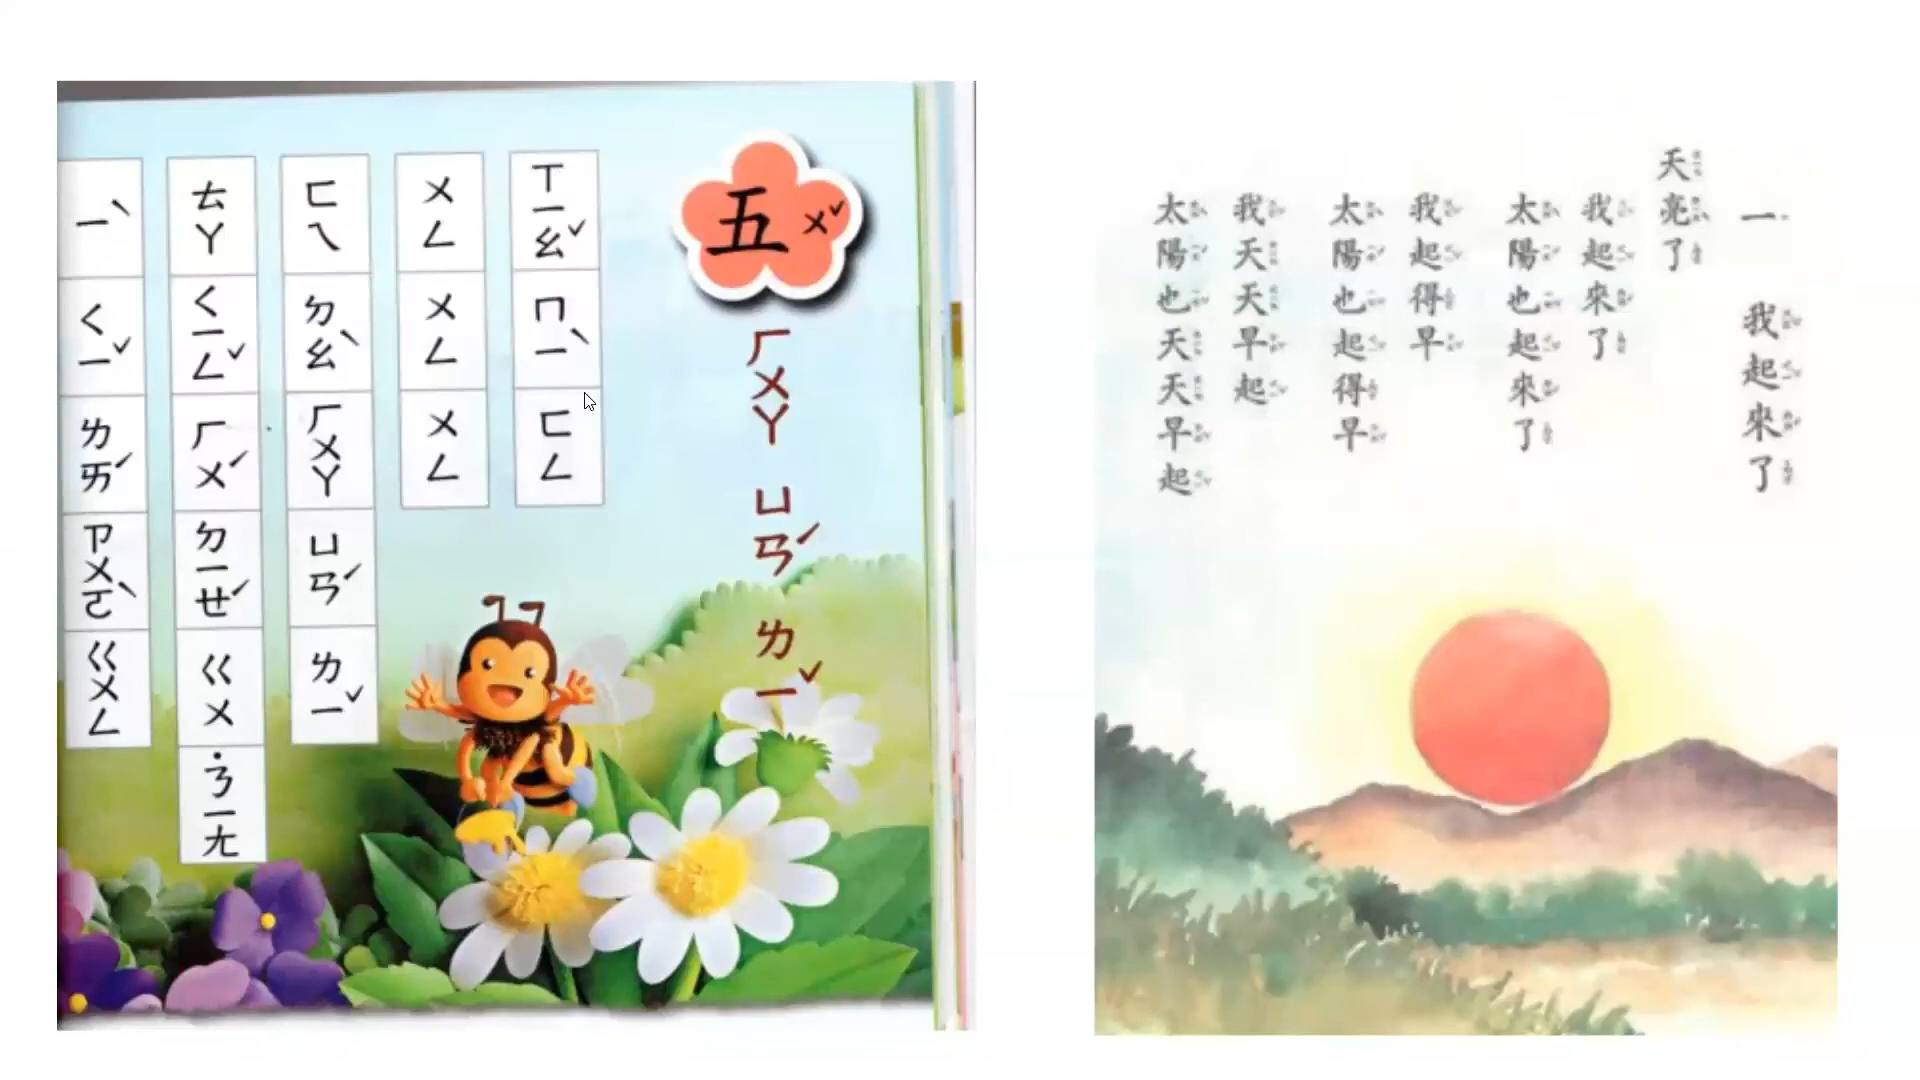 五 ㄨˇ
ㄏㄨㄚ ㄩㄢˊ ㄌㄧˇ
ㄒㄧㄠˇ ㄇㄧˋ ㄈㄥ
ㄨㄥ ㄨㄥ ㄨㄥ
ㄈㄟ ㄉㄠˋ ㄏㄨㄚ ㄩㄢˊ ㄌㄧˇ
ㄊㄚ ㄑㄧㄥˇ ㄏㄨˊ ㄉㄧㄝˊ ㄍㄨ ˙ㄋㄧㄤ
ㄧˋ ㄑㄧˇ ㄌㄞˊ ㄗㄨㄛˋ ㄍㄨㄥ
一 我起來了
天亮了
我起來了
太陽也起來了
我起得早
太陽也起得早
我天天早起
太陽也天天早起